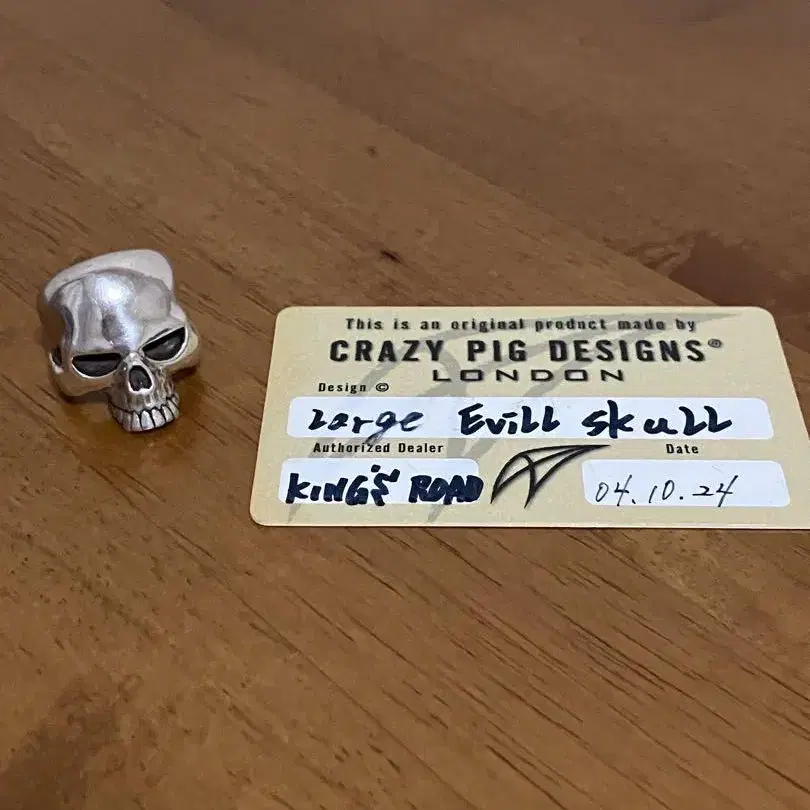 This is an original product made by
CRAZY PIG DESIGNS®
LONDON
Design ©
Large Evill skull
Authorized Dealer
Date
KING'S ROAD
04.10.24